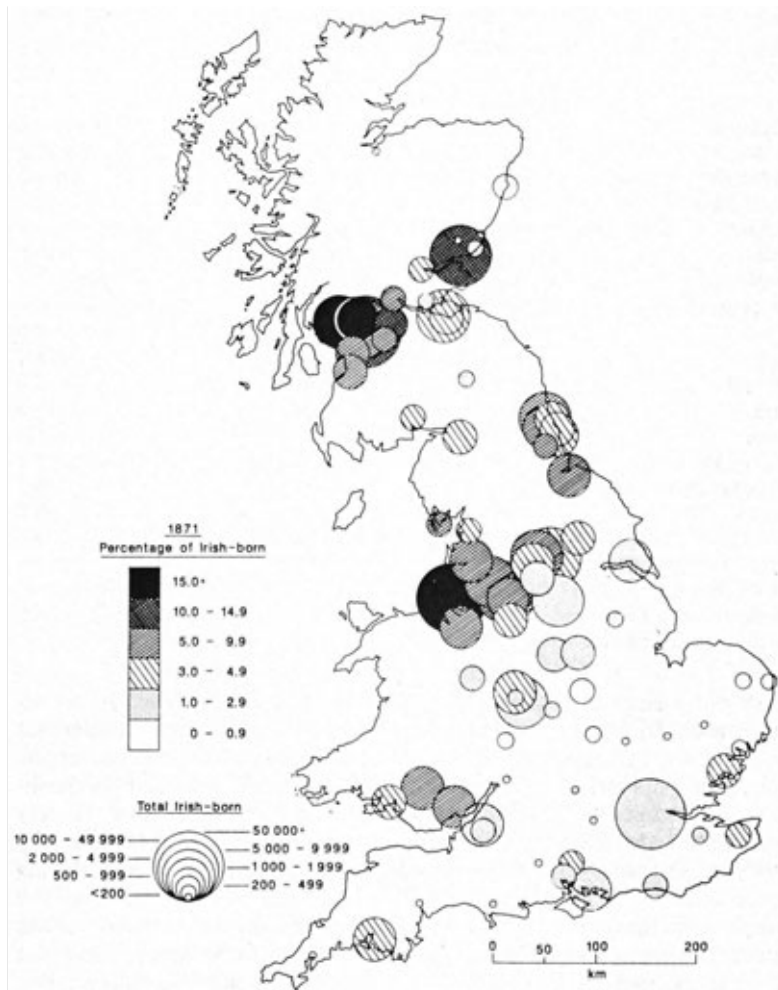 1871
Percentage of Irish-born
15.0+
10.0 - 14.9
5.0 - 9.9
3.0 - 4.9
1.0 - 2.9
0 - 0.9
Total Irish-born
50 000+
10 000 - 49 999
5 000 - 9 999
2 000 - 4 999
1 000 - 1 999
500 - 999
200 - 499
<200
0 50 100 200
km